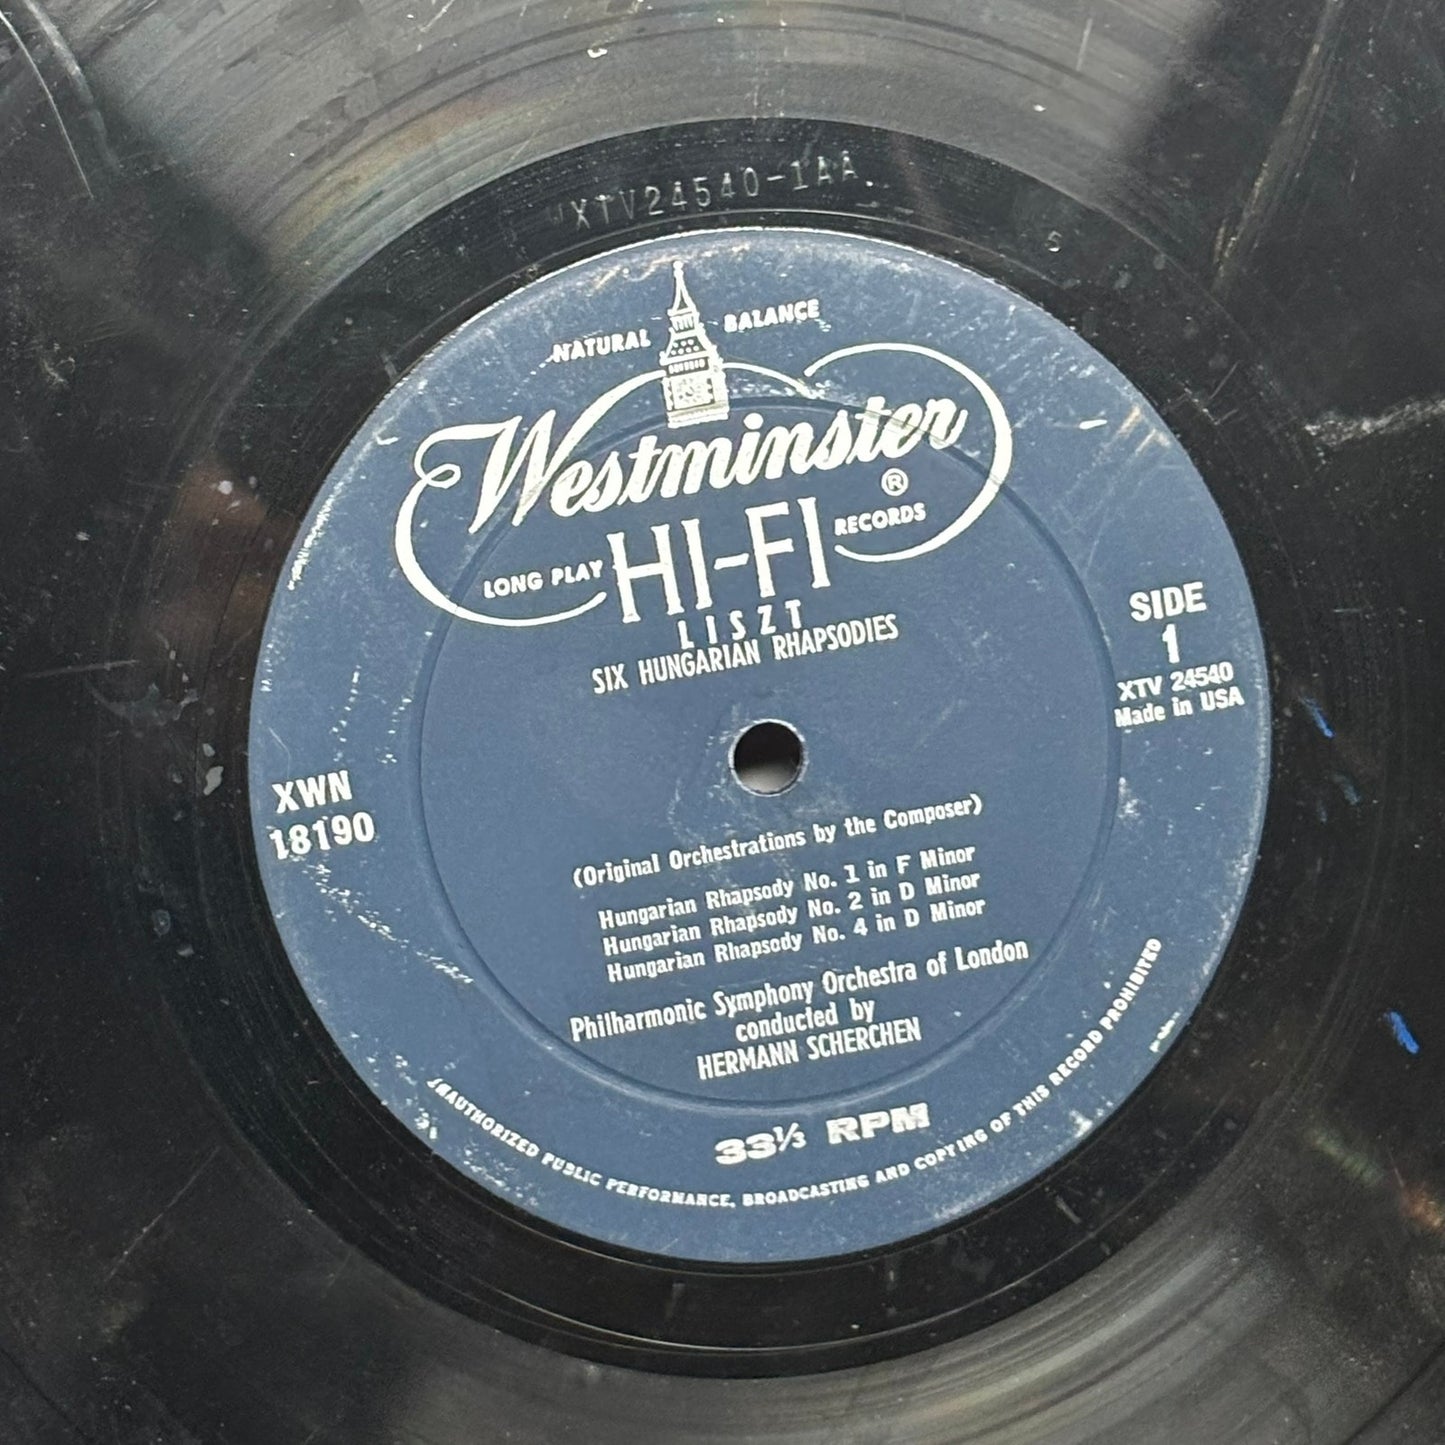 XTV24540-1AA
NATURAL BALANCE
Westminster ®
LONG PLAY HI-FI RECORDS
LISZT
SIX HUNGARIAN RHAPSODIES
SIDE
1
XTV 24540
Made in USA
XWN
18190
(Original Orchestrations by the Composer)
Hungarian Rhapsody No. 1 in F Minor
Hungarian Rhapsody No. 2 in D Minor
Hungarian Rhapsody No. 4 in D Minor
Philharmonic Symphony Orchestra of London
conducted by
HERMANN SCHERCHEN
33⅓ RPM
UNAUTHORIZED PUBLIC PERFORMANCE, BROADCASTING AND COPYING OF THIS RECORD PROHIBITED